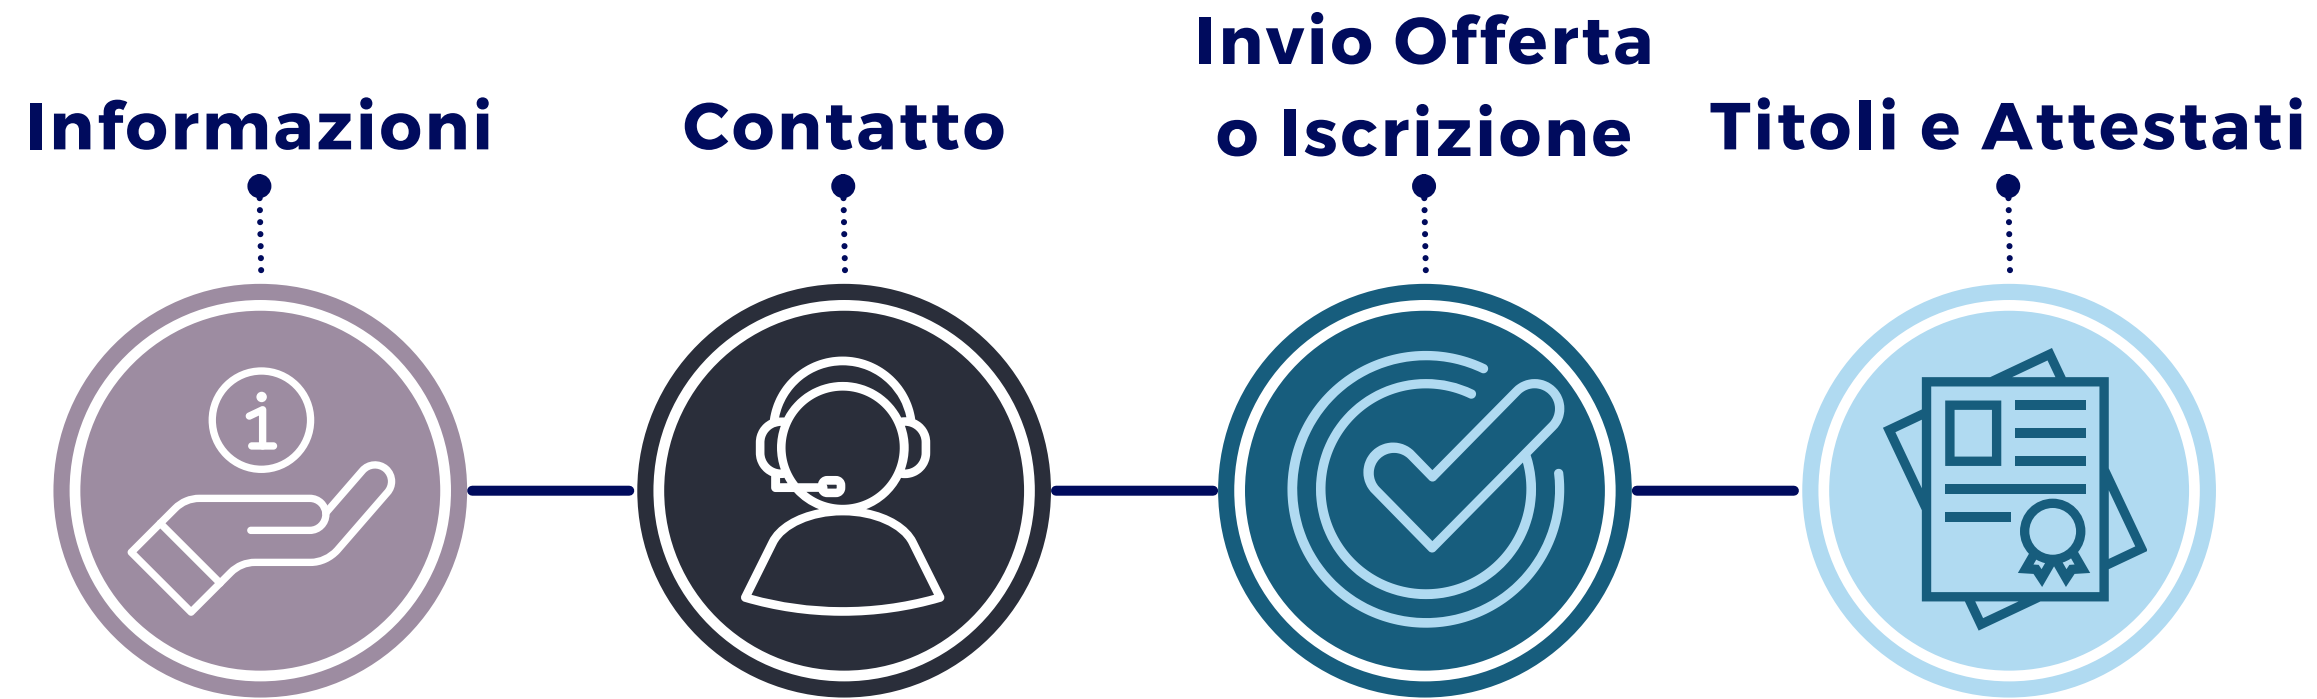 Informazioni
Contatto
Invio Offerta
o Iscrizione
Titoli e Attestati